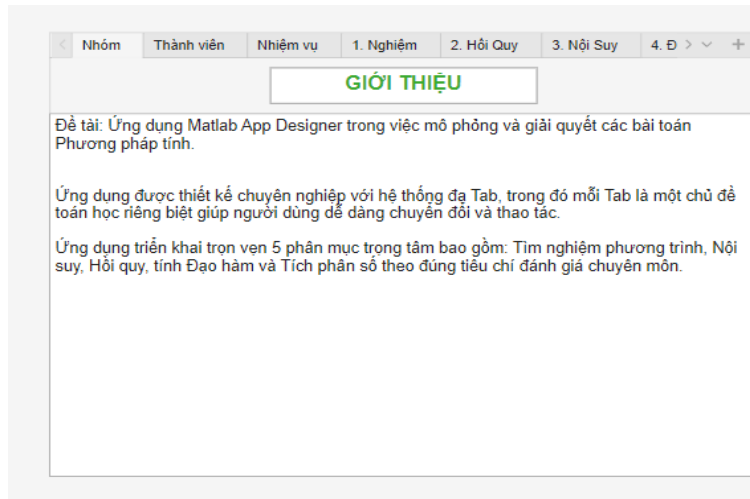 Nhóm Thành viên Nhiệm vụ 1. Nghiệm 2. Hồi Quy 3. Nội Suy 4. Đ
GIỚI THIỆU
Đề tài: Ứng dụng Matlab App Designer trong việc mô phỏng và giải quyết các bài toán
Phương pháp tính.
Ứng dụng được thiết kế chuyên nghiệp với hệ thống đa Tab, trong đó mỗi Tab là một chủ đề
toán học riêng biệt giúp người dùng dễ dàng chuyển đổi và thao tác.
Ứng dụng triển khai trọn vẹn 5 phân mục trọng tâm bao gồm: Tìm nghiệm phương trình, Nội
suy, Hồi quy, tính Đạo hàm và Tích phân số theo đúng tiêu chí đánh giá chuyên môn.